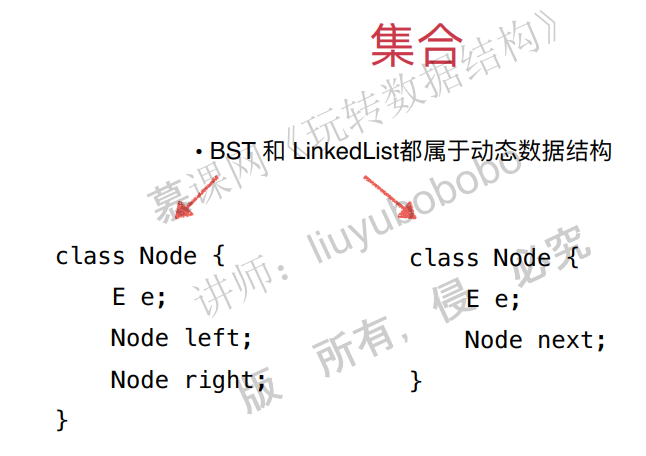 集合
• BST 和 LinkedList都属于动态数据结构
class Node {
E e;
Node left;
Node right;
}
class Node {
E e;
Node next;
}
慕课网《玩转数据结构》
讲师：liuyubobobo
版 所有，侵 必究